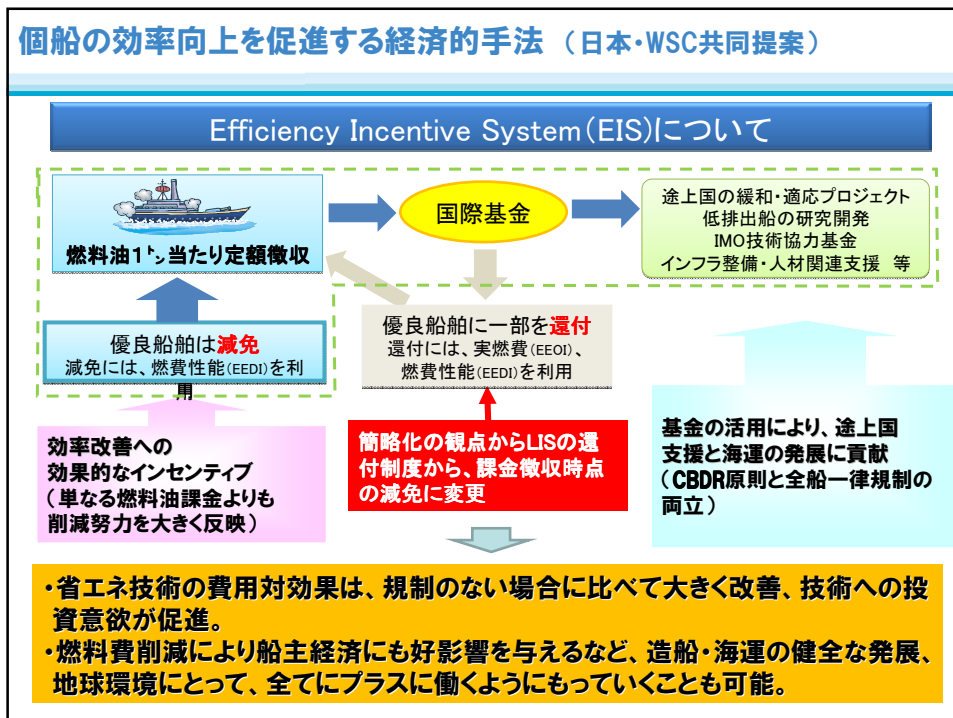 個船の効率向上を促進する経済的手法 (日本・WSC共同提案)
Efficiency Incentive System(EIS)について
燃料油1㌧当たり定額徴収
国際基金
途上国の緩和・適応プロジェクト
低排出船の研究開発
IMO技術協力基金
インフラ整備・人材関連支援 等
優良船舶は減免
減免には、燃費性能(EEDI)を利
用
優良船舶に一部を還付
還付には、実燃費(EEOI)、
燃費性能(EEDI)を利用
効率改善への
効果的なインセンティブ
(単なる燃料油課金よりも
削減努力を大きく反映)
簡略化の観点からLISの還
付制度から、課金徴収時点
の減免に変更
基金の活用により、途上国
支援と海運の発展に貢献
(CBDR原則と全船一律規制の
両立)
・省エネ技術の費用対効果は、規制のない場合に比べて大きく改善、技術への投
資意欲が促進。
・燃料費削減により船主経済にも好影響を与えるなど、造船・海運の健全な発展、
地球環境にとって、全てにプラスに働くようにもっていくことも可能。